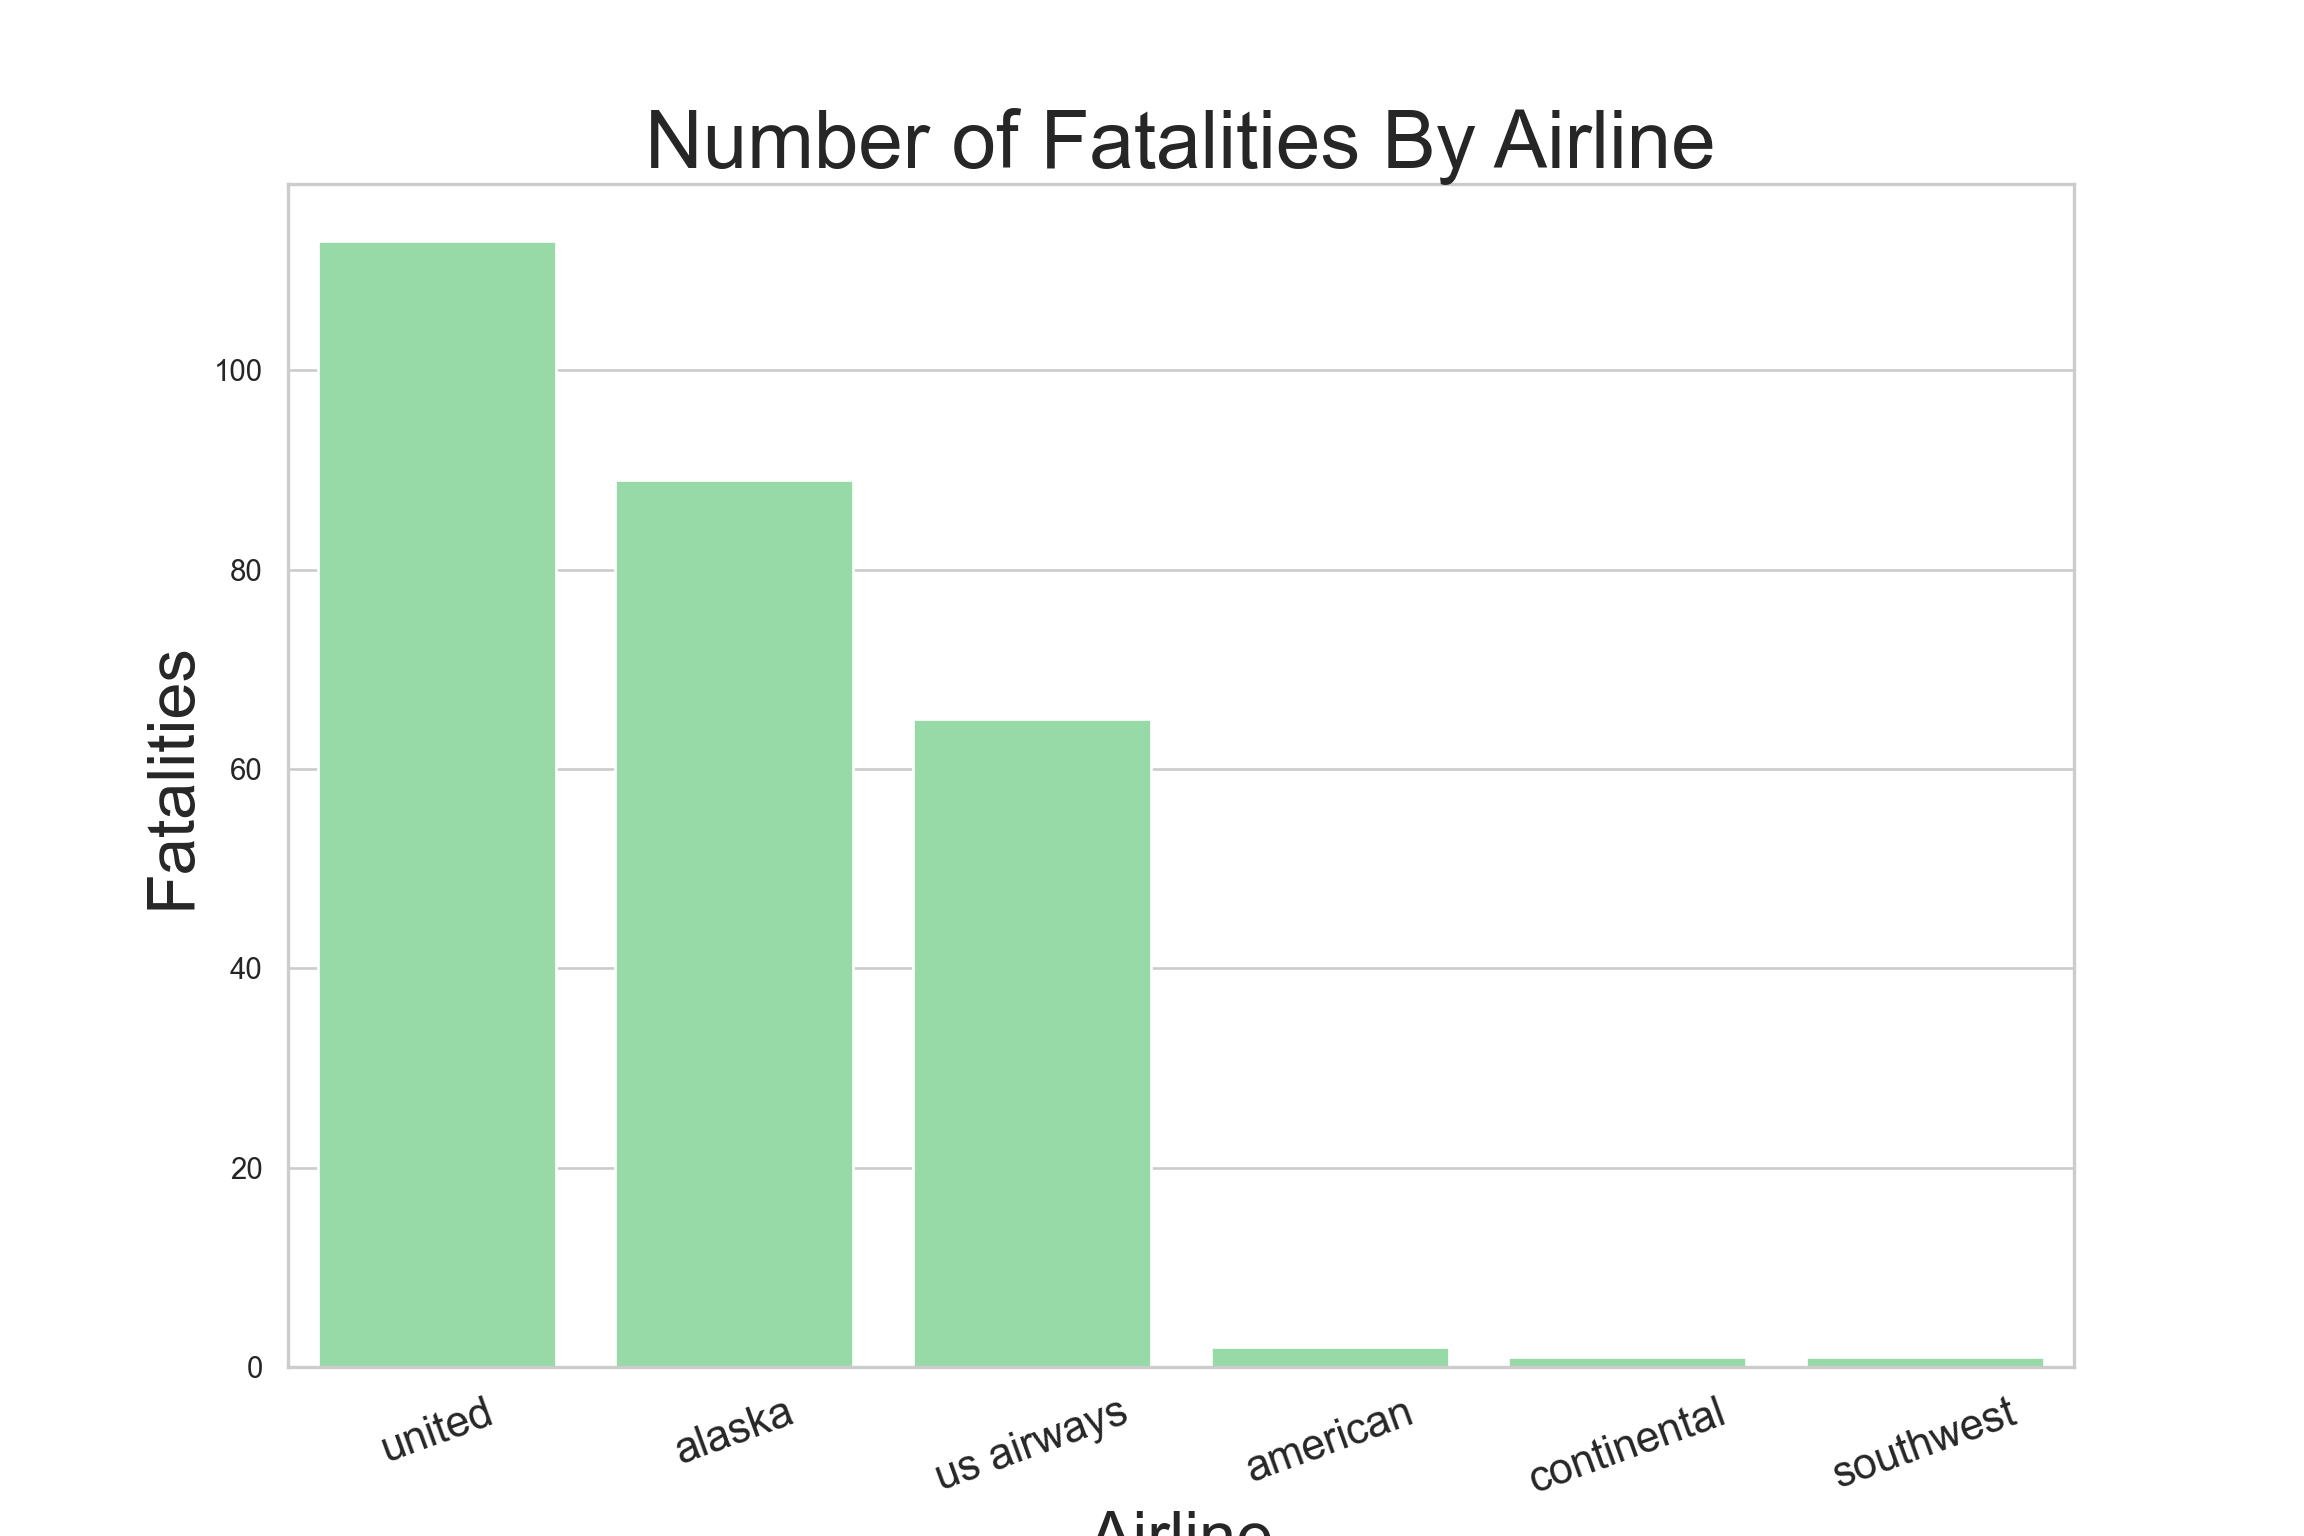 Number of Fatalities By Airline
Fatalities
100
80
60
40
20
0
united
alaska
us airways
american
continental
southwest
Airline